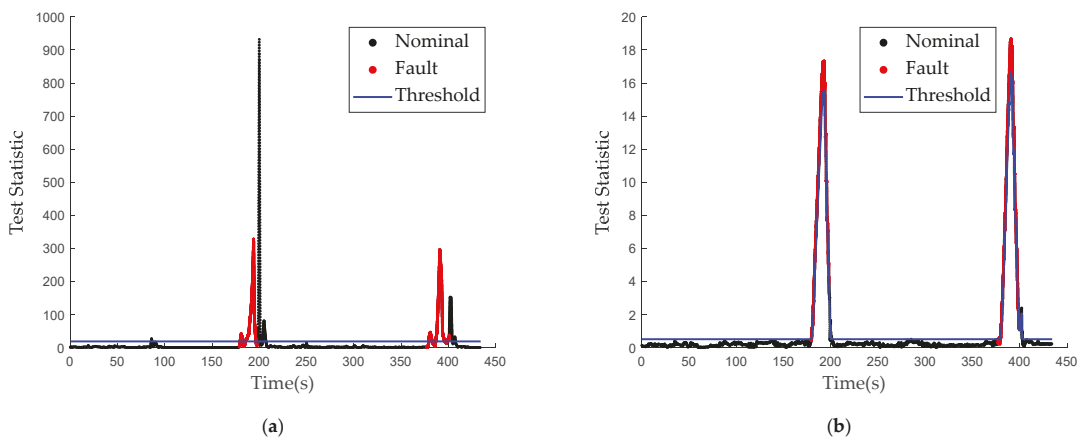 1000
900
800
700
600
500
400
300
200
100
0
Test Statistic
0 50 100 150 200 250 300 350 400 450
Time(s)
Nominal
Fault
Threshold
(a)
20
18
16
14
12
10
8
6
4
2
0
Test Statistic
0 50 100 150 200 250 300 350 400 450
Time(s)
Nominal
Fault
Threshold
(b)